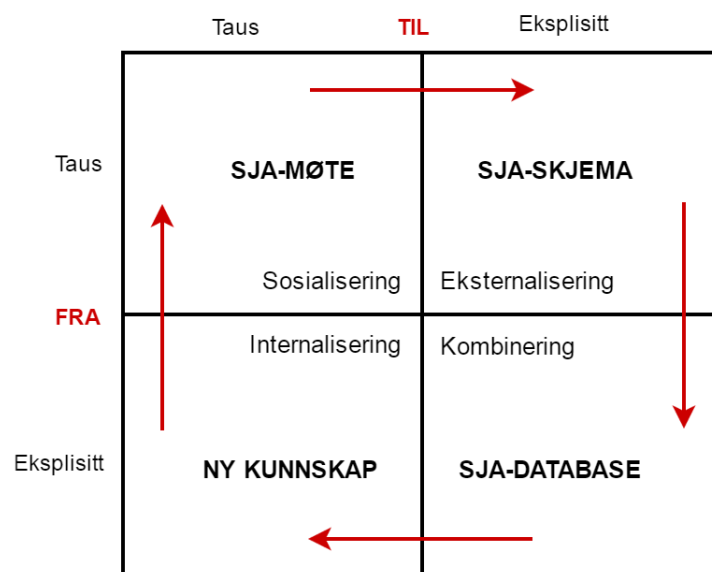 Taus TIL Eksplisitt
Taus
SJA-MØTE SJA-SKJEMA
Sosialisering Eksternalisering
FRA
Internalisering Kombinering
Eksplisitt
NY KUNNSKAP SJA-DATABASE